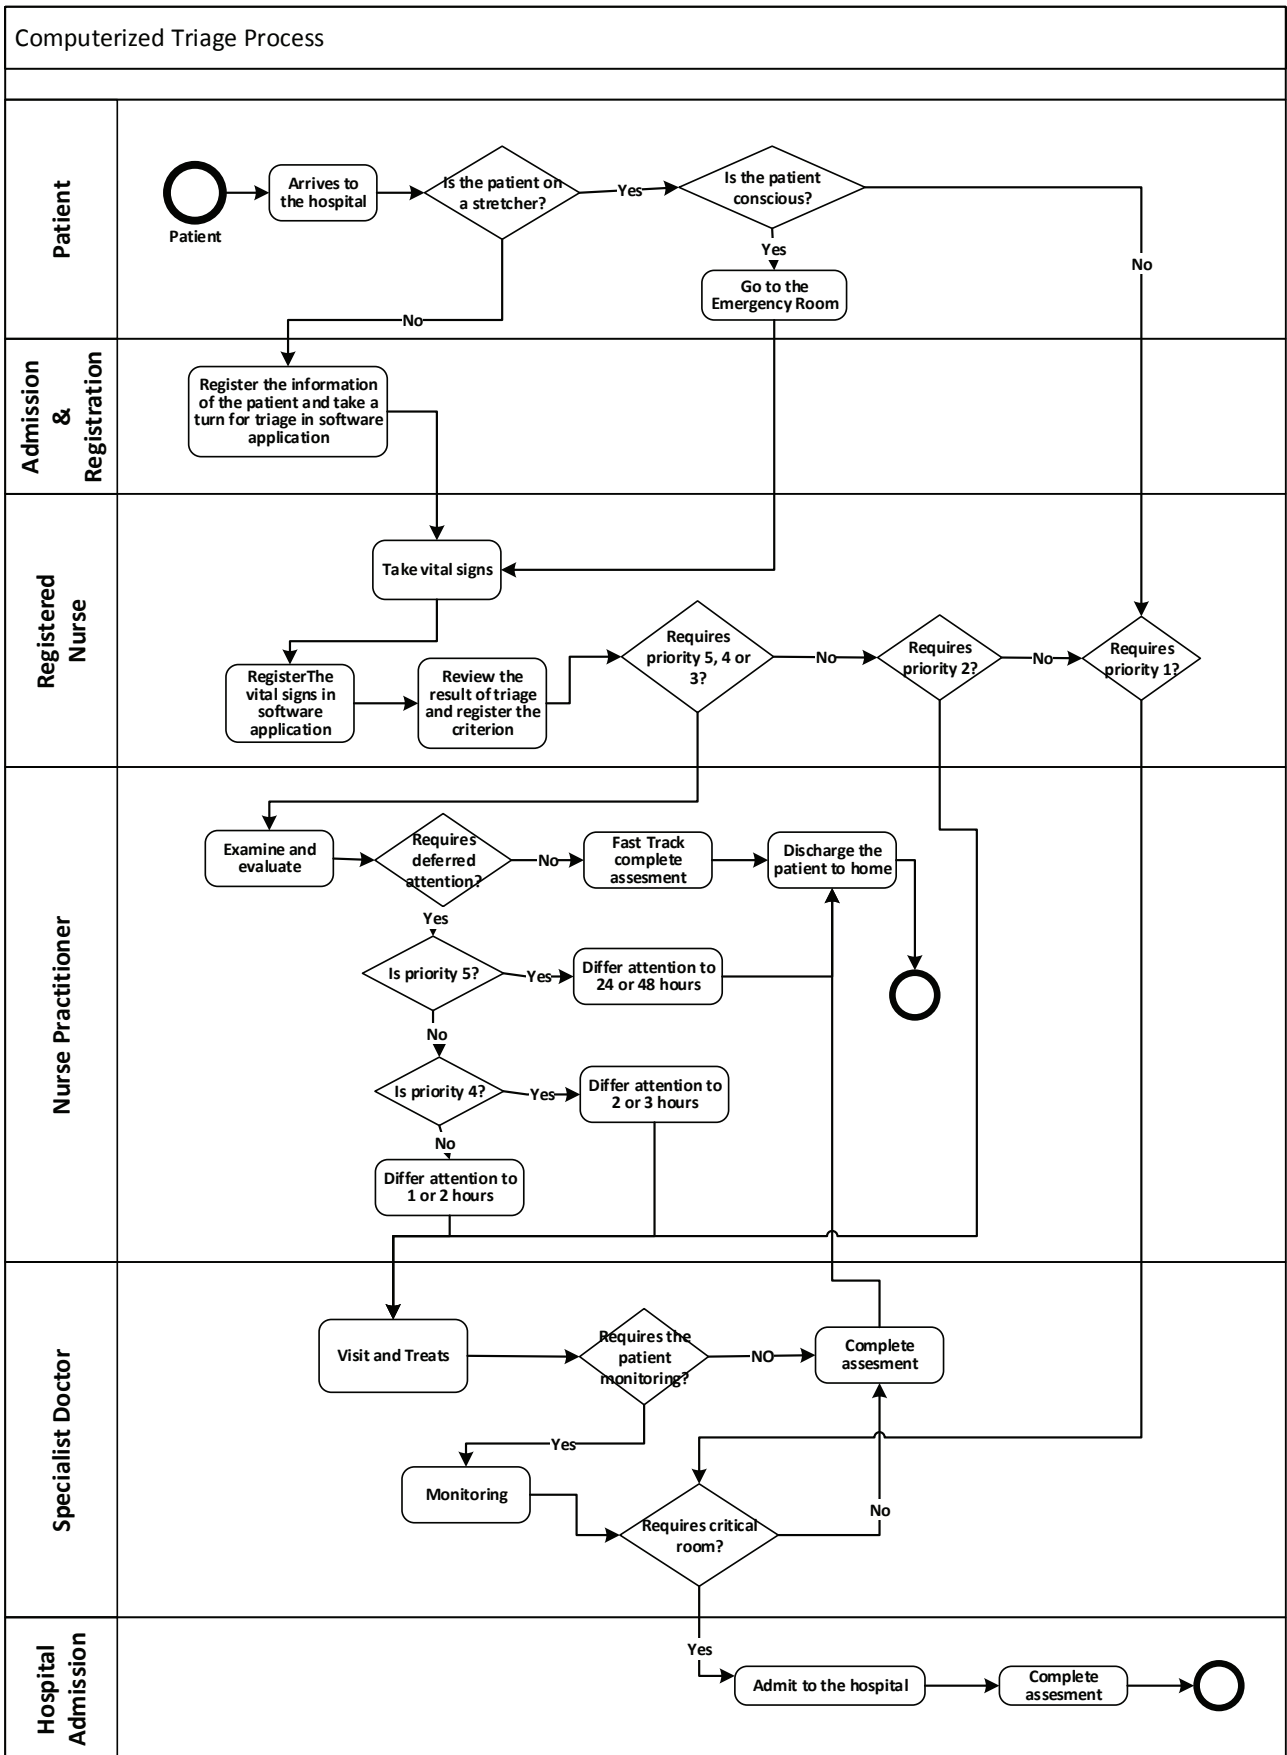 Computerized Triage Process
Patient
Patient
Arrives to
the hospital
Is the patient on
a stretcher?
Yes
Is the patient
conscious?
Yes
No
Go to the
Emergency Room
No
Admission
&
Registration
Register the information
of the patient and take a
turn for triage in software
application
Registered
Nurse
Take vital signs
RegisterThe
vital signs in
software
application
Review the
result of triage
and register the
criterion
Requires
priority 5, 4 or
3?
No
Requires
priority 2?
No
Requires
priority 1?
Nurse Practitioner
Examine and
evaluate
Requires
deferred
attention?
No
Fast Track
complete
assesment
Discharge the
patient to home
Yes
Is priority 5?
Yes
Differ attention to
24 or 48 hours
No
Is priority 4?
Yes
Differ attention to
2 or 3 hours
No
Differ attention to
1 or 2 hours
Specialist Doctor
Visit and Treats
Requires the
patient
monitoring?
NO
Complete
assesment
Yes
Monitoring
Requires critical
room?
No
Hospital
Admission
Yes
Admit to the hospital
Complete
assesment